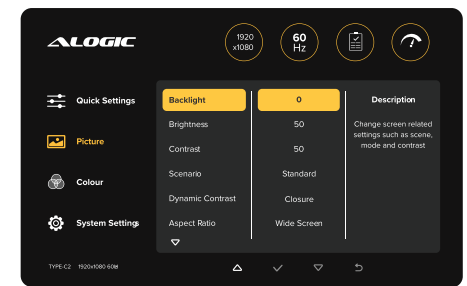 ALOGIC
1920
x1080
60
Hz
Quick Settings
Picture
Colour
System Settings
Backlight 0
Brightness 50
Contrast 50
Scenario Standard
Dynamic Contrast Closure
Aspect Ratio Wide Screen
Description
Change screen related
settings such as scene,
mode and contrast
TYPE-C2 1920x1080 60Hz